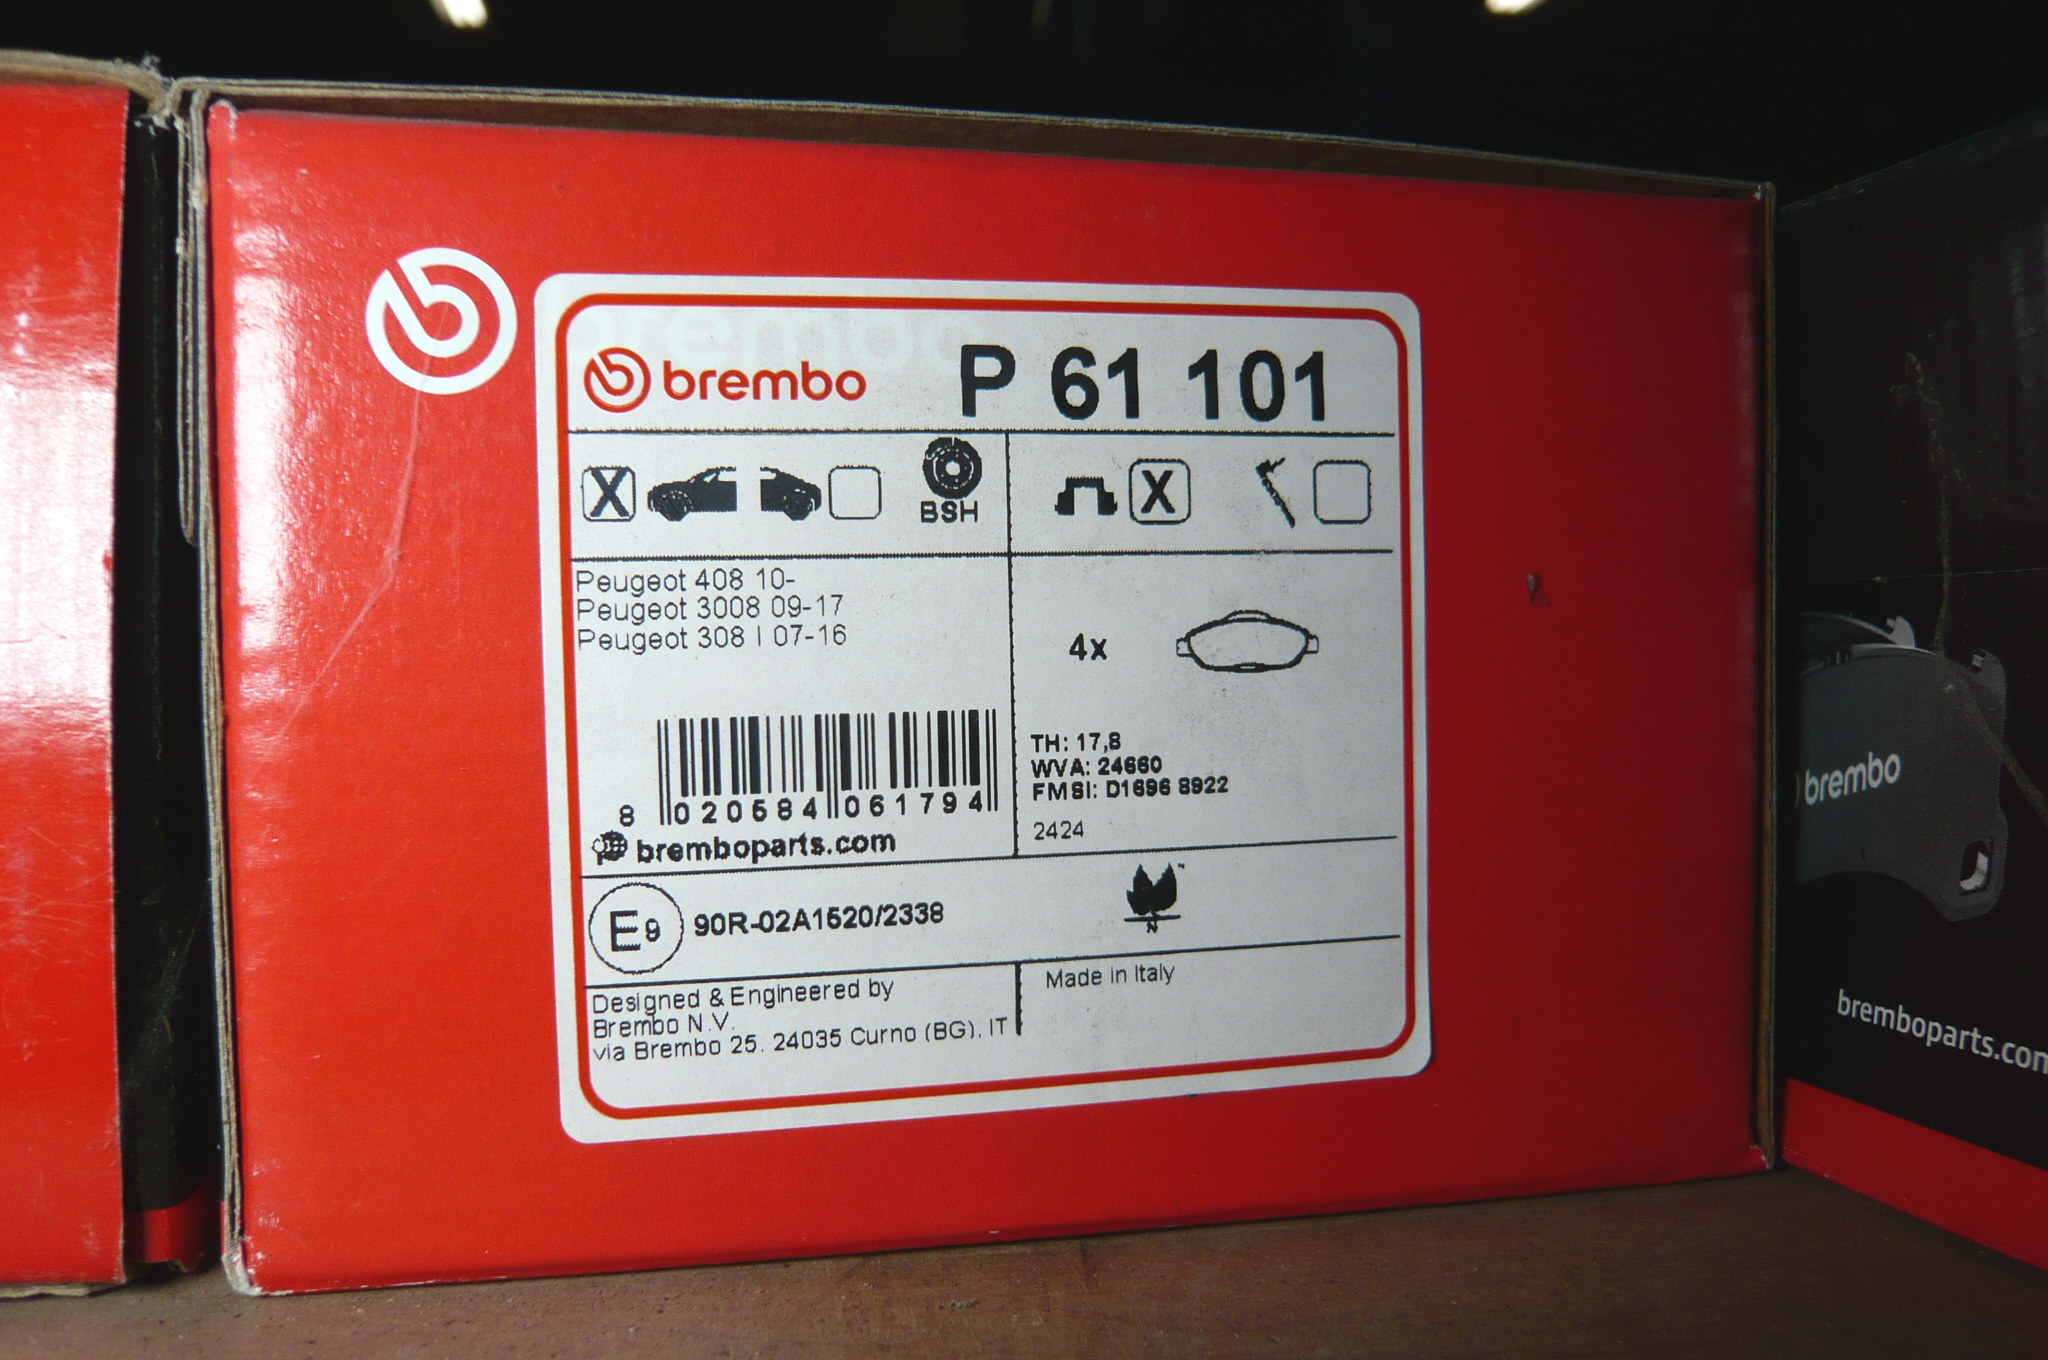 brembo
brembo P 61 101
X BSH X
Peugeot 408 10-
Peugeot 3008 09-17
Peugeot 308 I 07-16
4x
TH: 17,8
WVA: 24660
FMSI: D1696 8922
2424
8 020584 061794
bremboparts.com
E9 90R-02A1520/2338
N
Designed & Engineered by
Brembo N.V.
via Brembo 25. 24035 Curno (BG), IT
Made in Italy
brembo
bremboparts.com